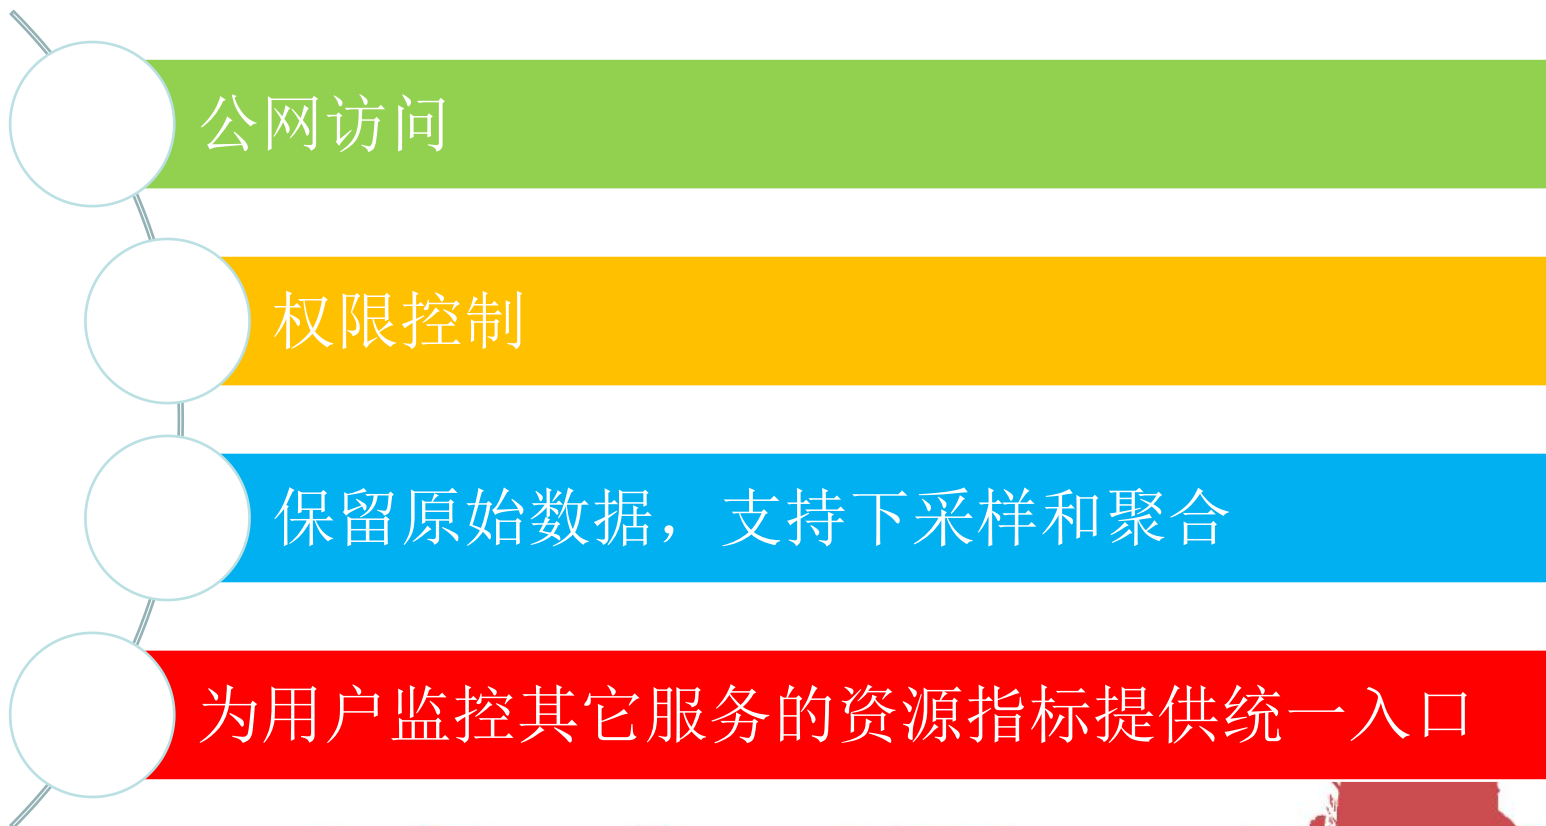 公网访问
权限控制
保留原始数据，支持下采样和聚合
为用户监控其它服务的资源指标提供统一入口